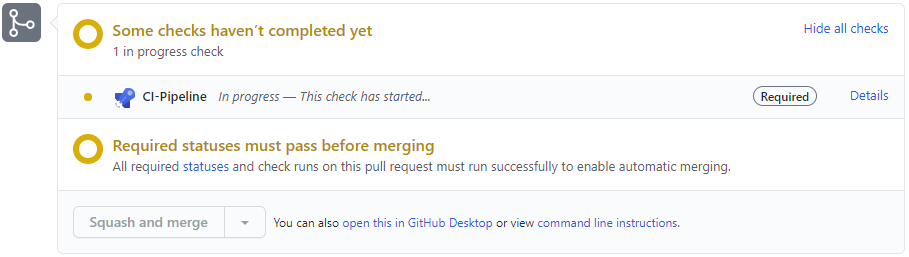 Some checks haven't completed yet
Hide all checks
1 in progress check
CI-Pipeline In progress — This check has started...
Required
Details
Required statuses must pass before merging
All required statuses and check runs on this pull request must run successfully to enable automatic merging.
Squash and merge
You can also open this in GitHub Desktop or view command line instructions.